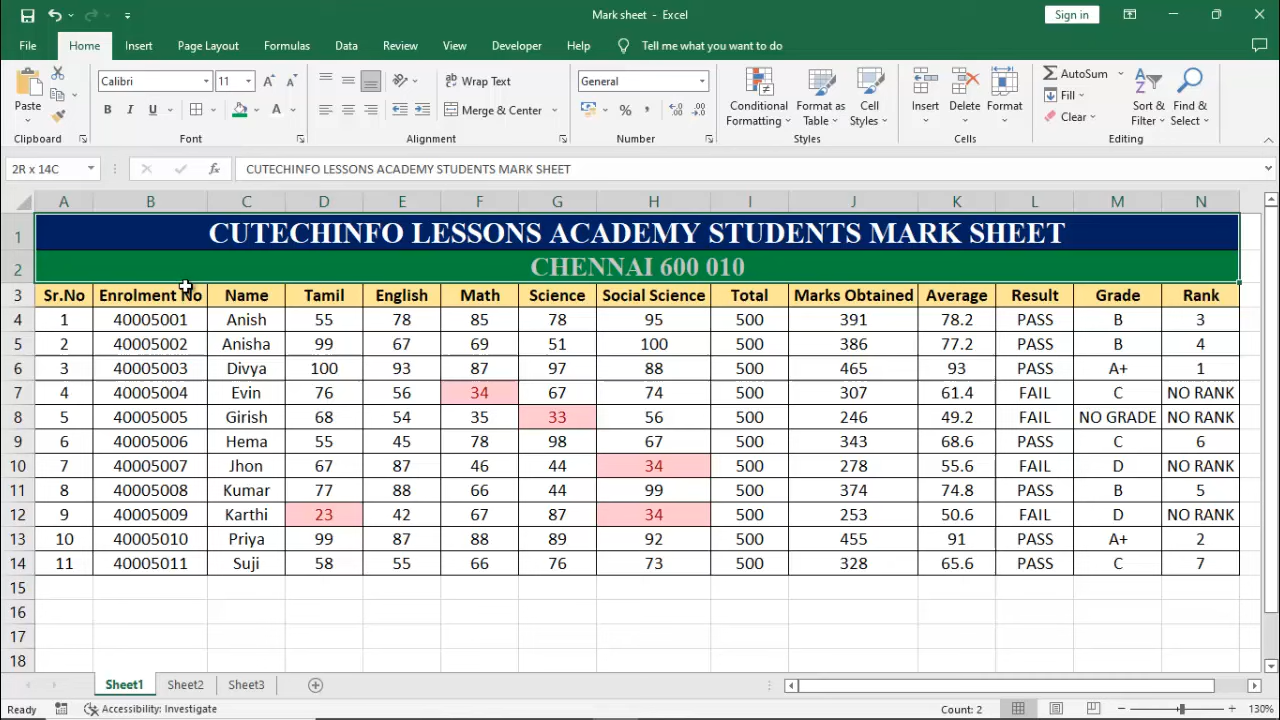 Mark sheet - Excel
Sign in
File Home Insert Page Layout Formulas Data Review View Developer Help Tell me what you want to do
Paste
Calibri 11
B I U A
Wrap Text
Merge & Center
General
% ,
Conditional Formatting
Format as Table
Cell Styles
Insert Delete Format
AutoSum
Fill
Clear
Sort & Filter
Find & Select
Clipboard Font Alignment Number Styles Cells Editing
2R x 14C fx CUTECHINFO LESSONS ACADEMY STUDENTS MARK SHEET
A B C D E F G H I J K L M N
1 CUTECHINFO LESSONS ACADEMY STUDENTS MARK SHEET
2 CHENNAI 600 010
3 Sr.No Enrolment No Name Tamil English Math Science Social Science Total Marks Obtained Average Result Grade Rank
4 1 40005001 Anish 55 78 85 78 95 500 391 78.2 PASS B 3
5 2 40005002 Anisha 99 67 69 51 100 500 386 77.2 PASS B 4
6 3 40005003 Divya 100 93 87 97 88 500 465 93 PASS A+ 1
7 4 40005004 Evin 76 56 34 67 74 500 307 61.4 FAIL C NO RANK
8 5 40005005 Girish 68 54 35 33 56 500 246 49.2 FAIL NO GRADE NO RANK
9 6 40005006 Hema 55 45 78 98 67 500 343 68.6 PASS C 6
10 7 40005007 Jhon 67 87 46 44 34 500 278 55.6 FAIL D NO RANK
11 8 40005008 Kumar 77 88 66 44 99 500 374 74.8 PASS B 5
12 9 40005009 Karthi 23 42 67 87 34 500 253 50.6 FAIL D NO RANK
13 10 40005010 Priya 99 87 88 89 92 500 455 91 PASS A+ 2
14 11 40005011 Suji 58 55 66 76 73 500 328 65.6 PASS C 7
15
16
17
18
Sheet1 Sheet2 Sheet3
Ready Accessibility: Investigate Count: 2 130%